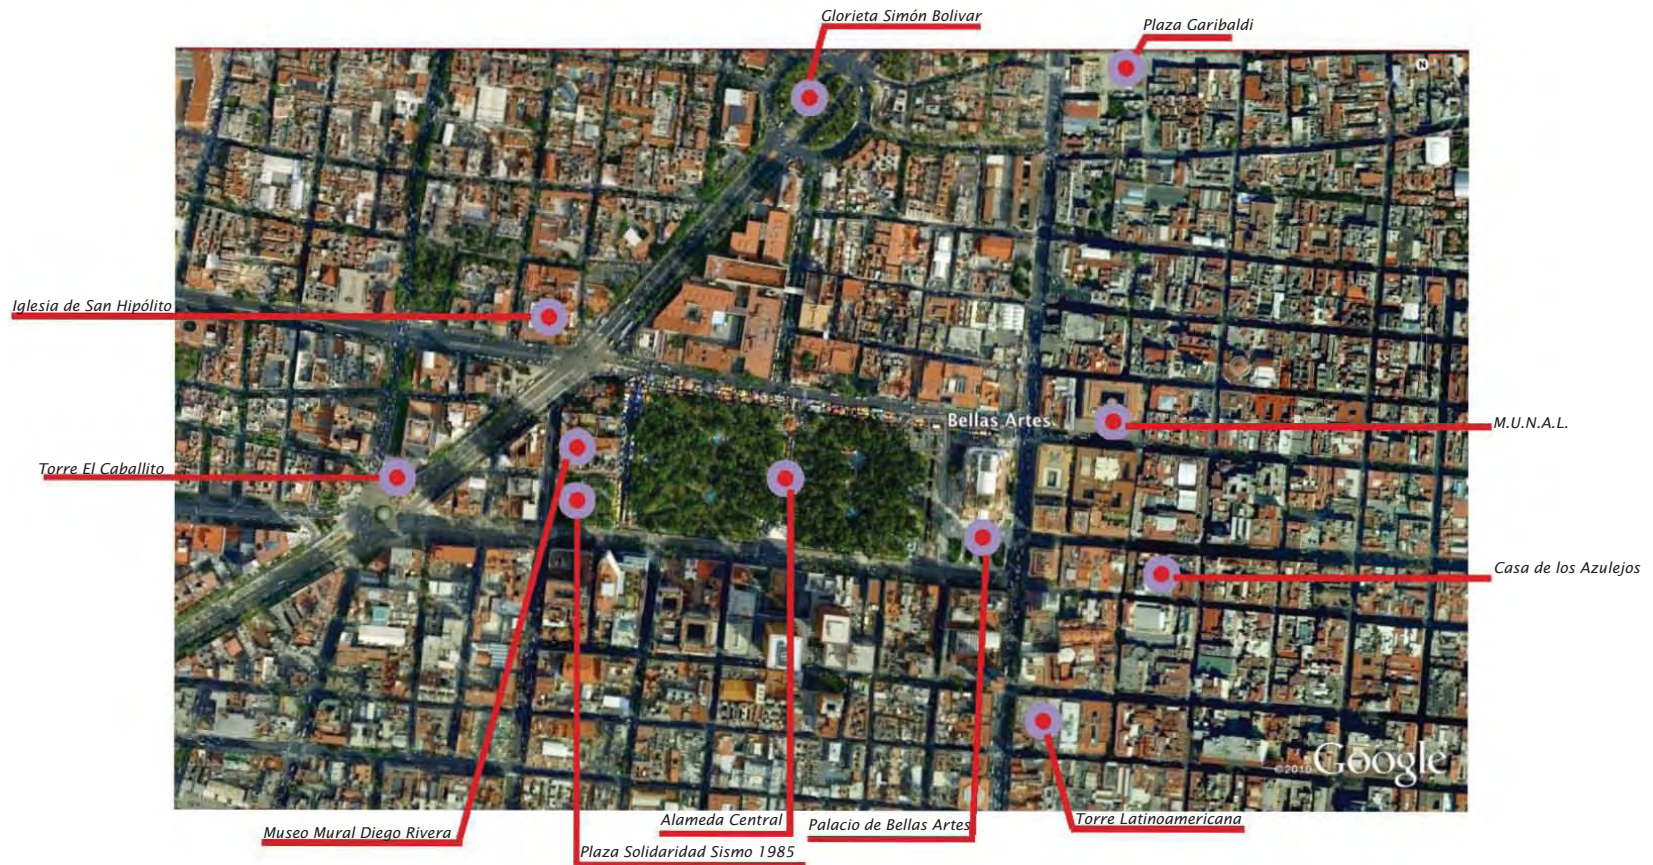 Glorieta Simón Bolivar
Plaza Garibaldi
N
Iglesia de San Hipólito
Bellas Artes
M.U.N.A.L.
Torre El Caballito
Casa de los Azulejos
©2010 Google
Alameda Central
Palacio de Bellas Artes
Torre Latinoamericana
Museo Mural Diego Rivera
Plaza Solidaridad Sismo 1985